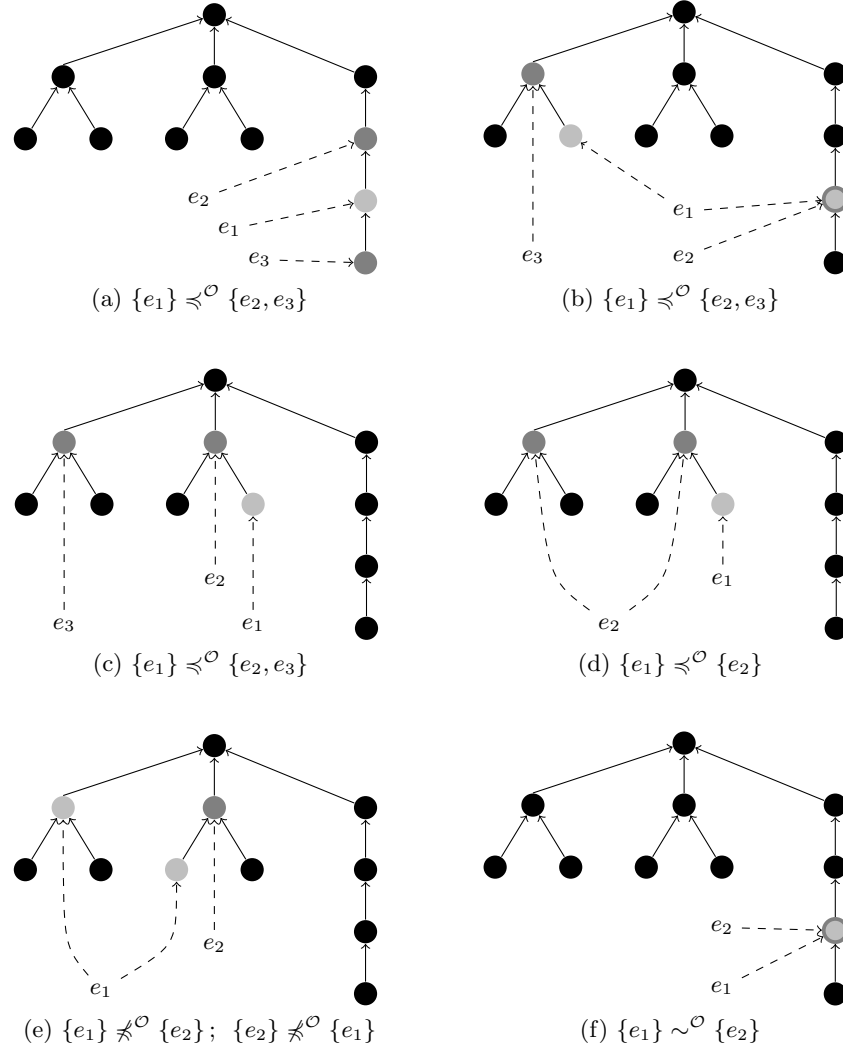 e₂
e₁
e₃
(a) {e₁} ≼^𝒪 {e₂, e₃}
e₁
e₂
e₃
(b) {e₁} ≼^𝒪 {e₂, e₃}
e₂
e₃
e₁
(c) {e₁} ≼^𝒪 {e₂, e₃}
e₁
e₂
(d) {e₁} ≼^𝒪 {e₂}
e₂
e₁
(e) {e₁} ⋠^𝒪 {e₂} ; {e₂} ⋠^𝒪 {e₁}
e₂
e₁
(f) {e₁} ∼^𝒪 {e₂}